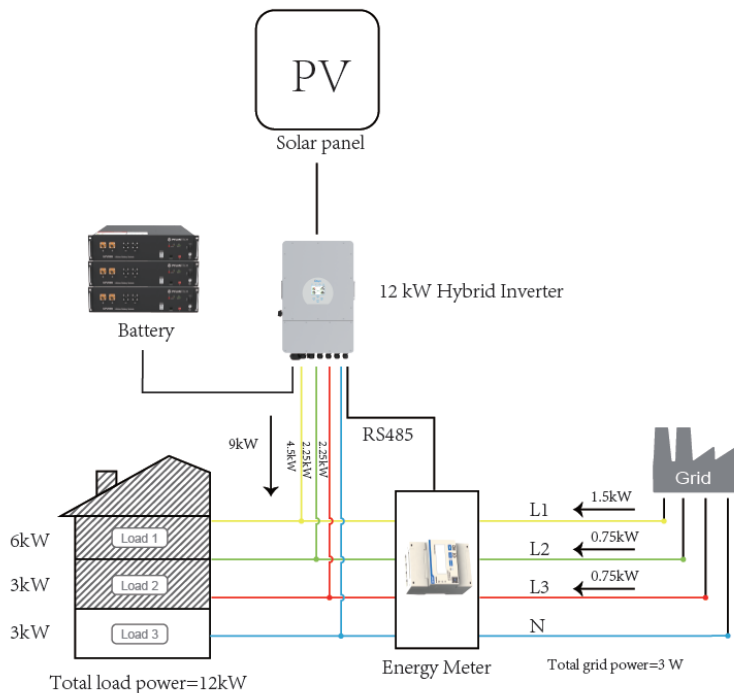 PV
Solar panel
12 kW Hybrid Inverter
Battery
9kW
4.5kW
2.25kW
2.25kW
RS485
Grid
L1
1.5kW
6kW
Load 1
L2
0.75kW
3kW
Load 2
L3
0.75kW
3kW
Load 3
N
Energy Meter
Total grid power=3 W
Total load power=12kW